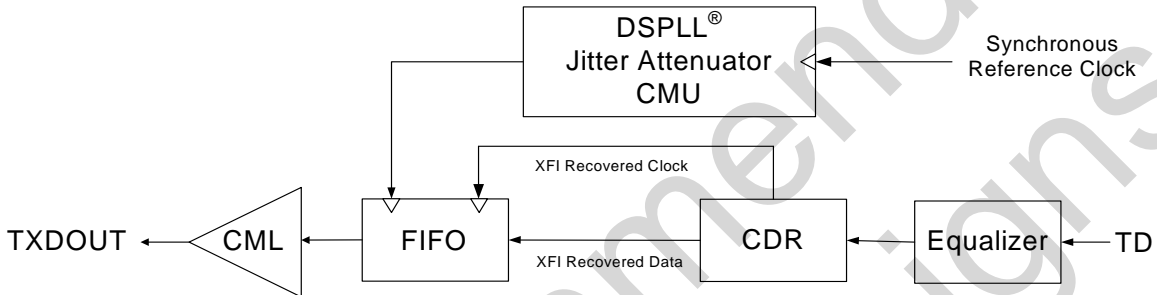 DSPLL®
Jitter Attenuator
CMU
Synchronous
Reference Clock
XFI Recovered Clock
TXDOUT
CML
FIFO
CDR
Equalizer
TD
XFI Recovered Data